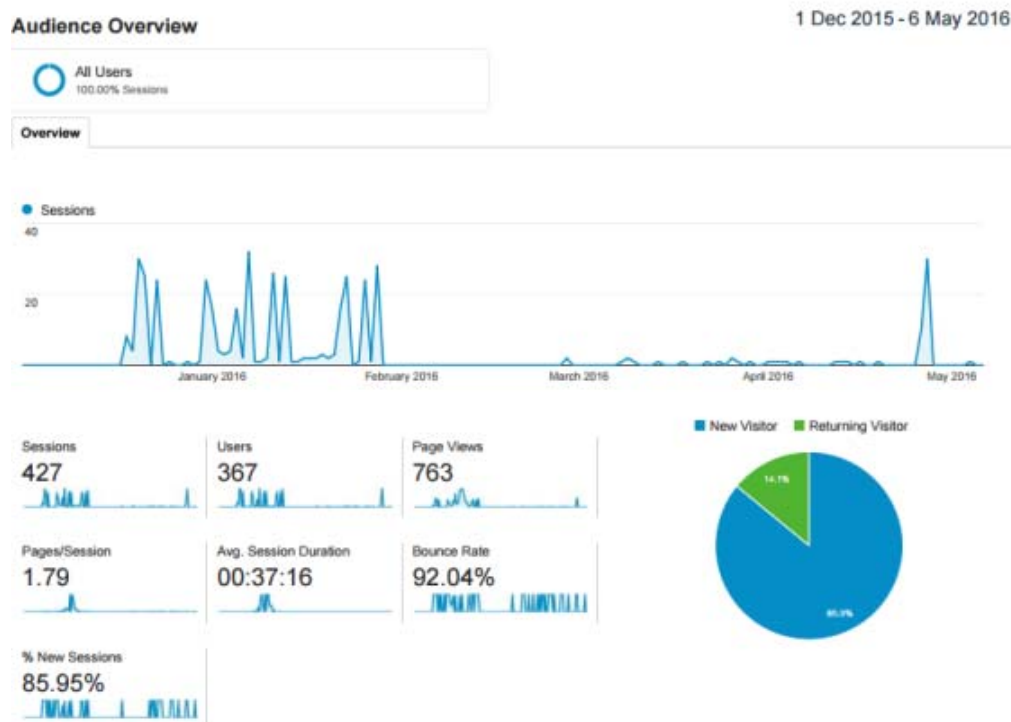 Audience Overview
1 Dec 2015 - 6 May 2016
All Users
100.00% Sessions
Overview
Sessions
40
20
January 2016
February 2016
March 2016
April 2016
May 2016
New Visitor
Returning Visitor
Sessions
427
Users
367
Page Views
763
14.1%
Pages/Session
1.79
Avg. Session Duration
00:37:16
Bounce Rate
92.04%
85.9%
% New Sessions
85.95%